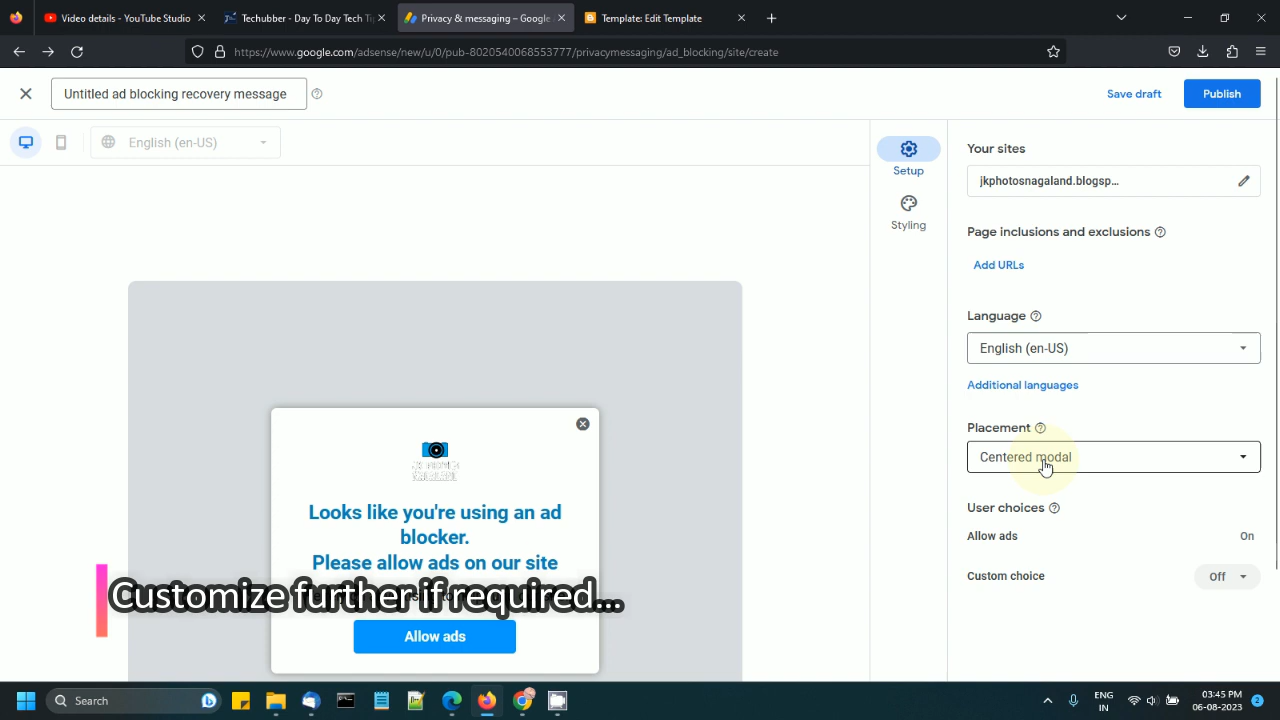 Video details - YouTube Studio
Techubber - Day To Day Tech Ti
Privacy & messaging – Google
Template: Edit Template
https://www.google.com/adsense/new/u/0/pub-8020540068553777/privacymessaging/ad_blocking/site/create
Untitled ad blocking recovery message
Save draft
Publish
English (en-US)
Setup
Styling
Your sites
jkphotosnagaland.blogsp...
Page inclusions and exclusions
Add URLs
Language
English (en-US)
Additional languages
Placement
Centered modal
User choices
Allow ads
On
Custom choice
Off
Looks like you're using an ad
blocker.
Please allow ads on our site
Customize further if required...
Allow ads
Search
ENG
IN
03:45 PM
06-08-2023
2